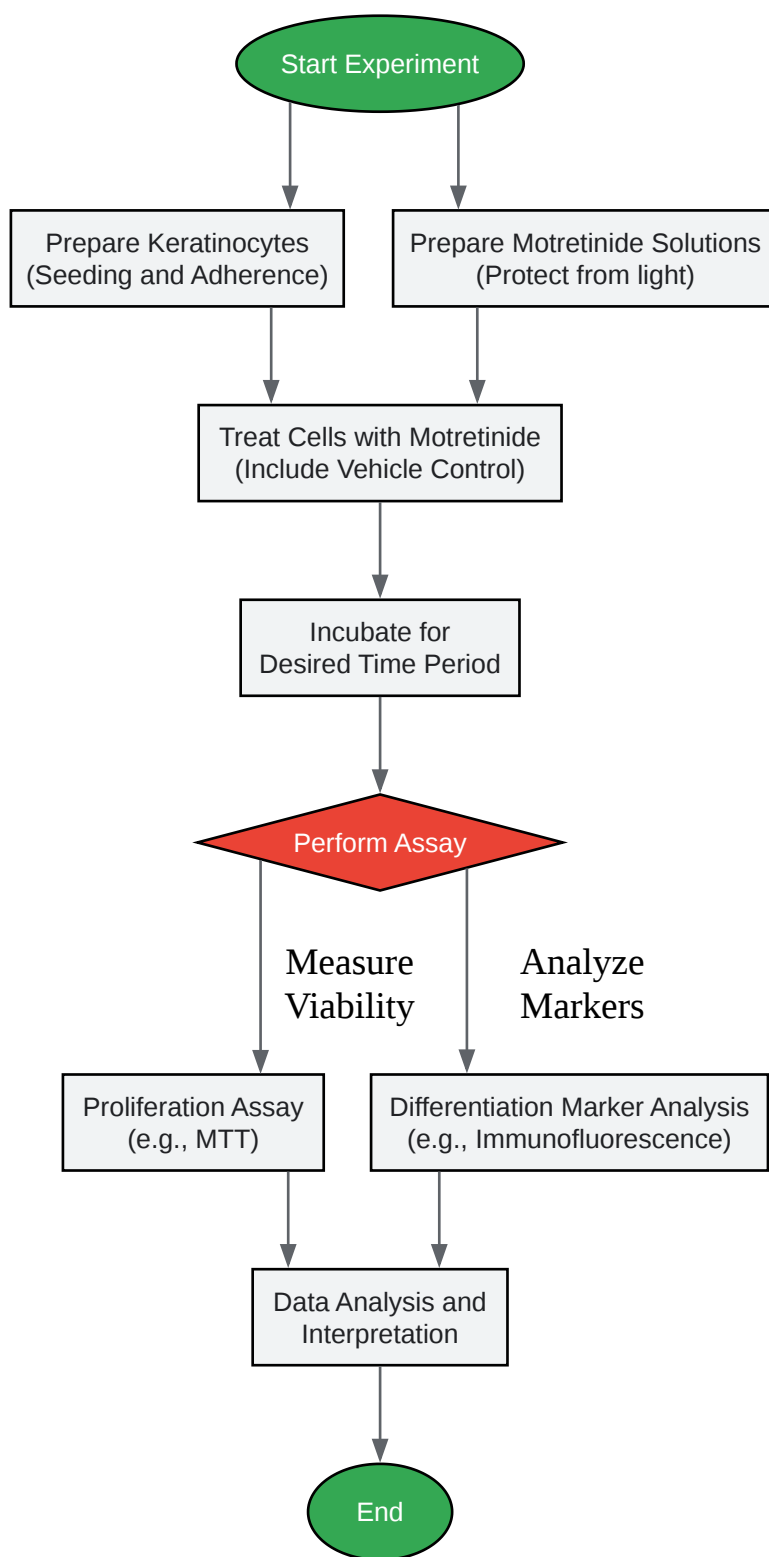 Start Experiment
Prepare Keratinocytes
(Seeding and Adherence)
Prepare Motretinide Solutions
(Protect from light)
Treat Cells with Motretinide
(Include Vehicle Control)
Incubate for
Desired Time Period
Perform Assay
Measure
Viability
Analyze
Markers
Proliferation Assay
(e.g., MTT)
Differentiation Marker Analysis
(e.g., Immunofluorescence)
Data Analysis and
Interpretation
End